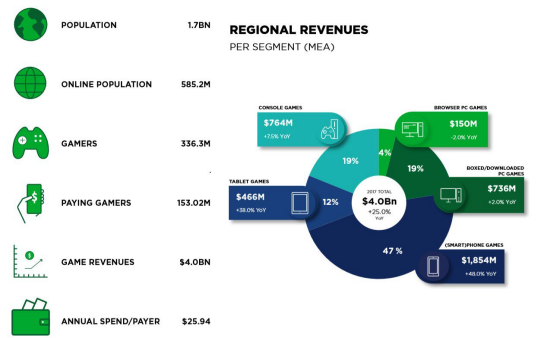 POPULATION 1.7BN
ONLINE POPULATION 585.2M
GAMERS 336.3M
PAYING GAMERS 153.02M
GAME REVENUES $4.0BN
ANNUAL SPEND/PAYER $25.94
REGIONAL REVENUES
PER SEGMENT (MEA)
CONSOLE GAMES
$764M
+7.5% YoY
19%
BROWSER PC GAMES
$150M
-2.0% YoY
4%
BOXED/DOWNLOADED
PC GAMES
$736M
+2.0% YoY
19%
TABLET GAMES
$466M
+38.0% YoY
12%
2017 TOTAL
$4.0Bn
+25.0%
YoY
47 %
(SMART)PHONE GAMES
$1,854M
+48.0% YoY